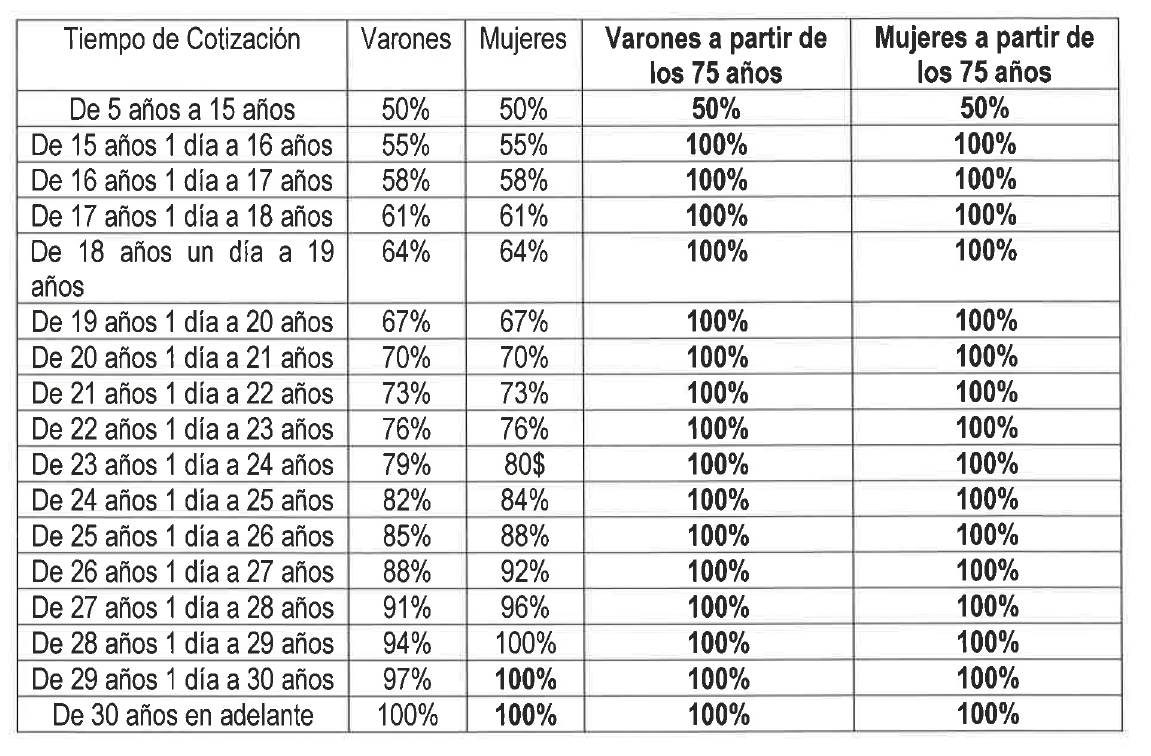 Tiempo de Cotización Varones Mujeres Varones a partir de Mujeres a partir de
los 75 años los 75 años
De 5 años a 15 años 50% 50% 50% 50%
De 15 años 1 día a 16 años 55% 55% 100% 100%
De 16 años 1 día a 17 años 58% 58% 100% 100%
De 17 años 1 día a 18 años 61% 61% 100% 100%
De 18 años un día a 19 64% 64% 100% 100%
años
De 19 años 1 día a 20 años 67% 67% 100% 100%
De 20 años 1 día a 21 años 70% 70% 100% 100%
De 21 años 1 día a 22 años 73% 73% 100% 100%
De 22 años 1 día a 23 años 76% 76% 100% 100%
De 23 años 1 día a 24 años 79% 80$ 100% 100%
De 24 años 1 día a 25 años 82% 84% 100% 100%
De 25 años 1 día a 26 años 85% 88% 100% 100%
De 26 años 1 día a 27 años 88% 92% 100% 100%
De 27 años 1 día a 28 años 91% 96% 100% 100%
De 28 años 1 día a 29 años 94% 100% 100% 100%
De 29 años 1 día a 30 años 97% 100% 100% 100%
De 30 años en adelante 100% 100% 100% 100%